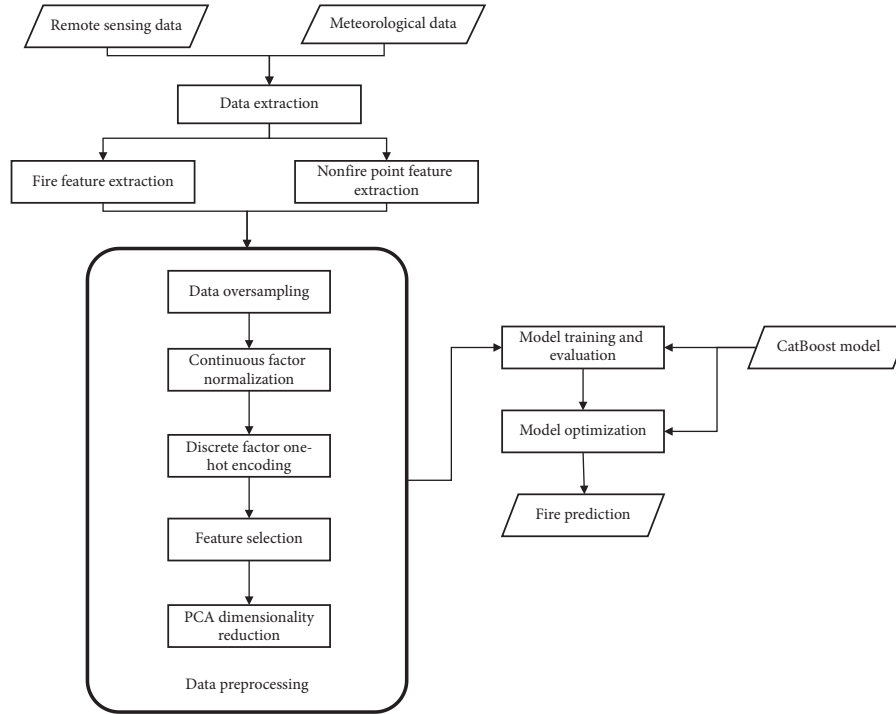 Remote sensing data
Meteorological data
Data extraction
Fire feature extraction
Nonfire point feature
extraction
Data oversampling
Continuous factor
normalization
Discrete factor one-
hot encoding
Feature selection
PCA dimensionality
reduction
Data preprocessing
Model training and
evaluation
CatBoost model
Model optimization
Fire prediction